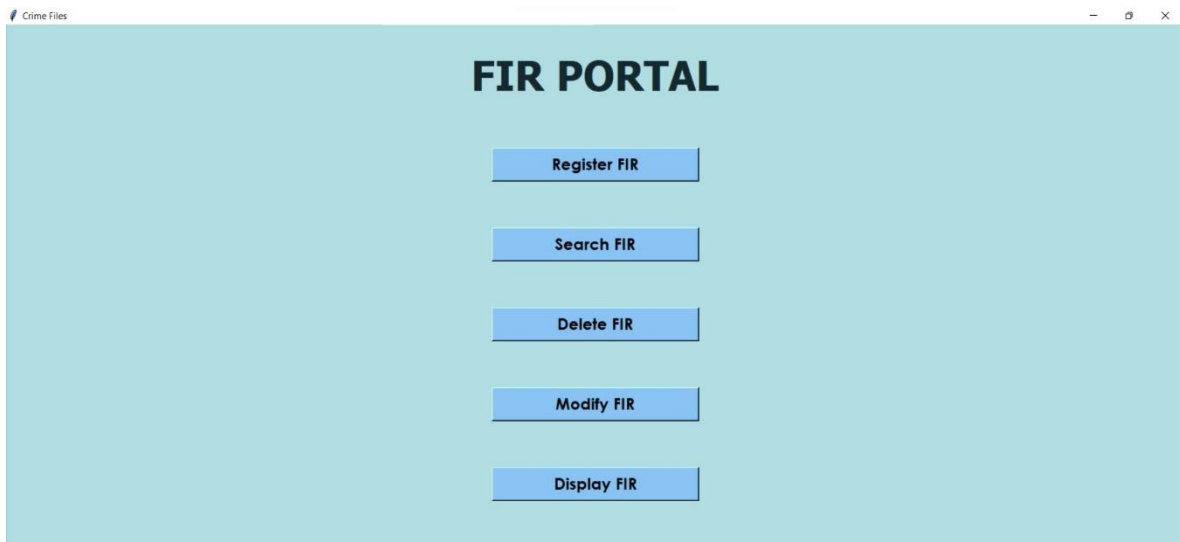 Crime Files
FIR PORTAL
Register FIR
Search FIR
Delete FIR
Modify FIR
Display FIR